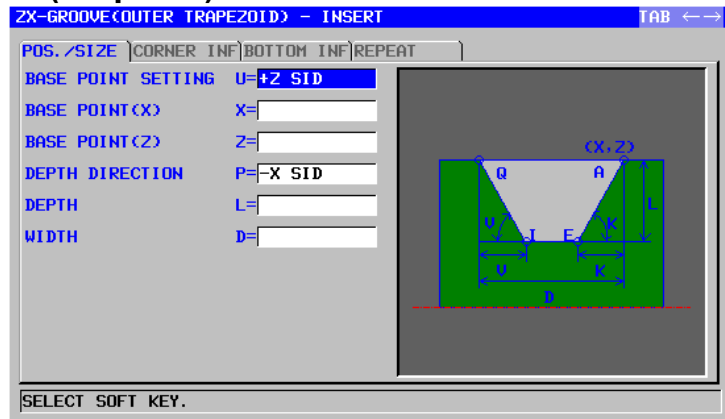 ZX-GROOVE(OUTER TRAPEZOID) - INSERT TAB ←→
POS./SIZE CORNER INF BOTTOM INF REPEAT
BASE POINT SETTING U=+Z SID
BASE POINT(X) X=
BASE POINT(Z) Z=
DEPTH DIRECTION P=-X SID
DEPTH L=
WIDTH D=
(X,Z)
Q A
L
V I E K
V K
D
SELECT SOFT KEY.